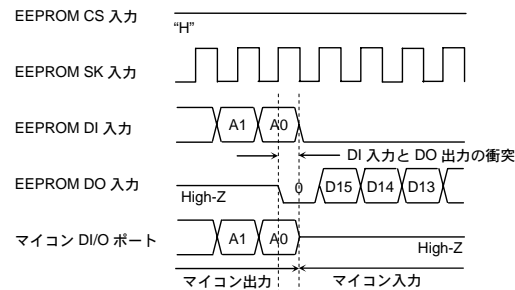 EEPROM CS 入力
“H”
EEPROM SK 入力
EEPROM DI 入力
A1
A0
DI 入力と DO 出力の衝突
EEPROM DO 入力
High-Z
0
D15
D14
D13
マイコン DI/O ポート
A1
A0
High-Z
マイコン出力
マイコン入力